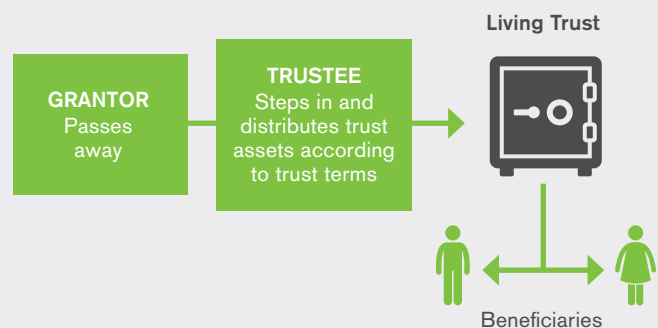 Living Trust
GRANTOR
Passes
away
TRUSTEE
Steps in and
distributes trust
assets according
to trust terms
Beneficiaries